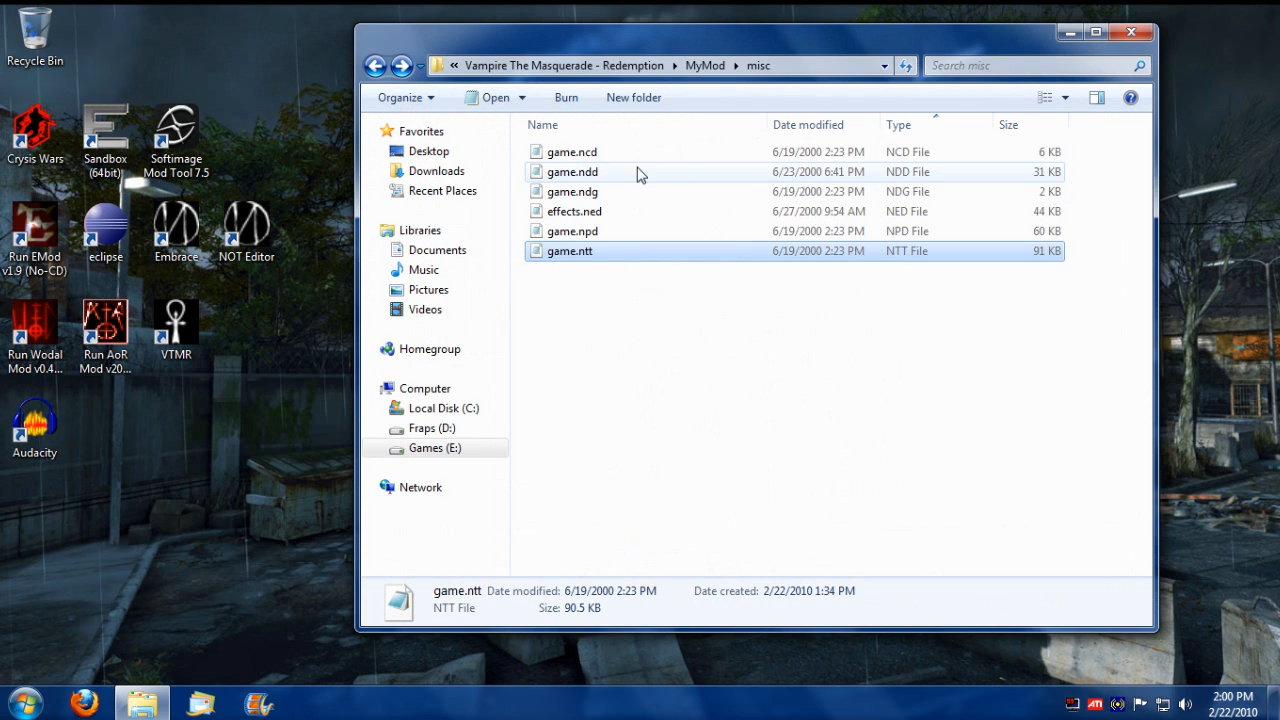 Recycle Bin
Crysis Wars
Sandbox
(64bit)
Softimage
Mod Tool 7.5
Run EMod
v1.9 (No-CD)
eclipse
Embrace
NOT Editor
Run Wodal
Mod v0.4...
Run AoR
Mod v20...
VTMR
Audacity
« Vampire The Masquerade - Redemption ▸ MyMod ▸ misc
Search misc
Organize
Open
Burn
New folder
Name
Date modified
Type
Size
Favorites
Desktop
Downloads
Recent Places
Libraries
Documents
Music
Pictures
Videos
Homegroup
Computer
Local Disk (C:)
Fraps (D:)
Games (E:)
Network
game.ncd 6/19/2000 2:23 PM NCD File 6 KB
game.ndd 6/23/2000 6:41 PM NDD File 31 KB
game.ndg 6/19/2000 2:23 PM NDG File 2 KB
effects.ned 6/27/2000 9:54 AM NED File 44 KB
game.npd 6/19/2000 2:23 PM NPD File 60 KB
game.ntt 6/19/2000 2:23 PM NTT File 91 KB
game.ntt Date modified: 6/19/2000 2:23 PM Date created: 2/22/2010 1:34 PM
NTT File Size: 90.5 KB
ATI
2:00 PM
2/22/2010